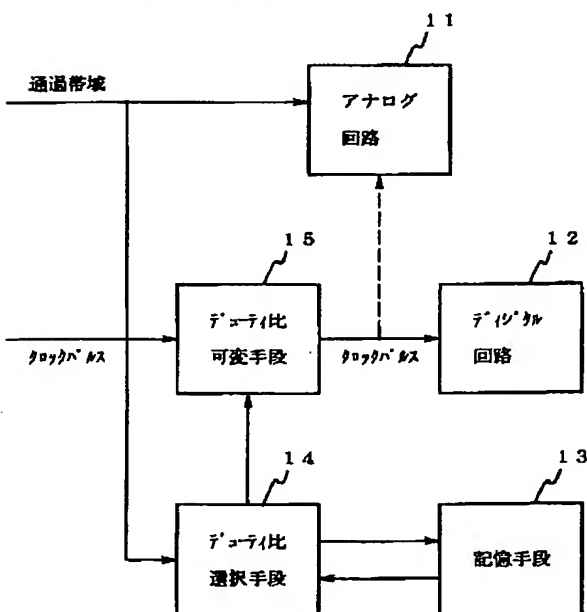 11
通過帯域
アナログ
回路
15
12
デューティ比
可変手段
ディジタル
回路
クロックパルス
クロックパルス
14
13
デューティ比
選択手段
記憶手段